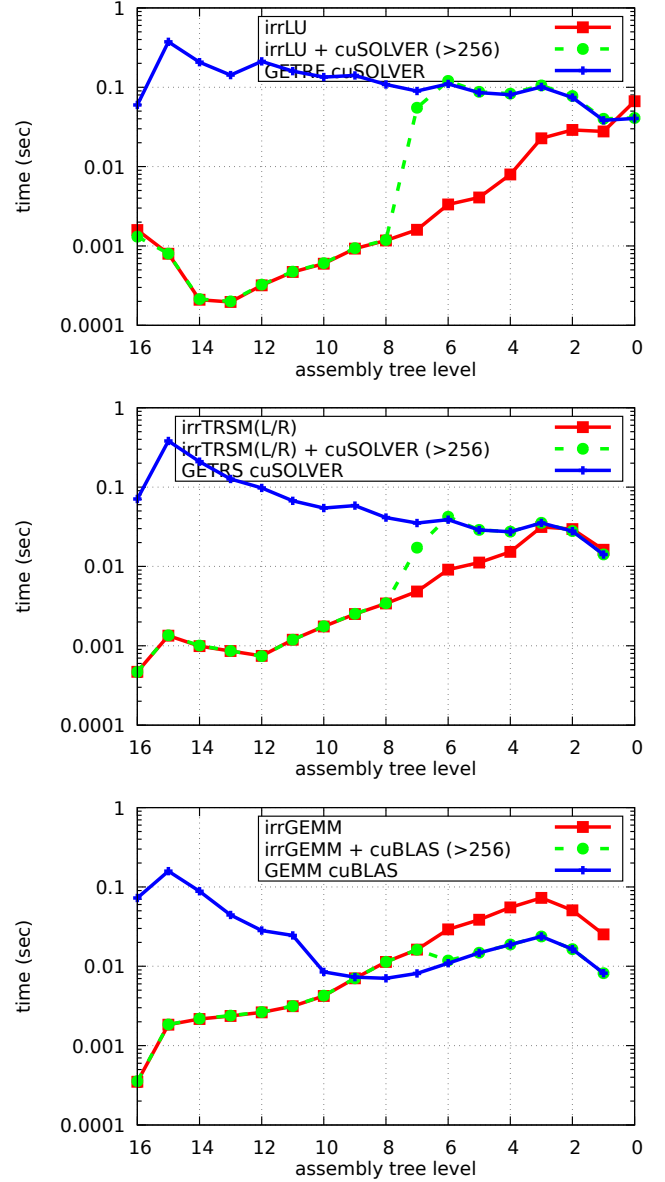 1
0.1
0.01
0.001
0.0001
time (sec)
irrLU
irrLU + cuSOLVER (>256)
GETRF cuSOLVER
16 14 12 10 8 6 4 2 0
assembly tree level
1
0.1
0.01
0.001
0.0001
time (sec)
irrTRSM(L/R)
irrTRSM(L/R) + cuSOLVER (>256)
GETRS cuSOLVER
16 14 12 10 8 6 4 2 0
assembly tree level
1
0.1
0.01
0.001
0.0001
time (sec)
irrGEMM
irrGEMM + cuBLAS (>256)
GEMM cuBLAS
16 14 12 10 8 6 4 2 0
assembly tree level